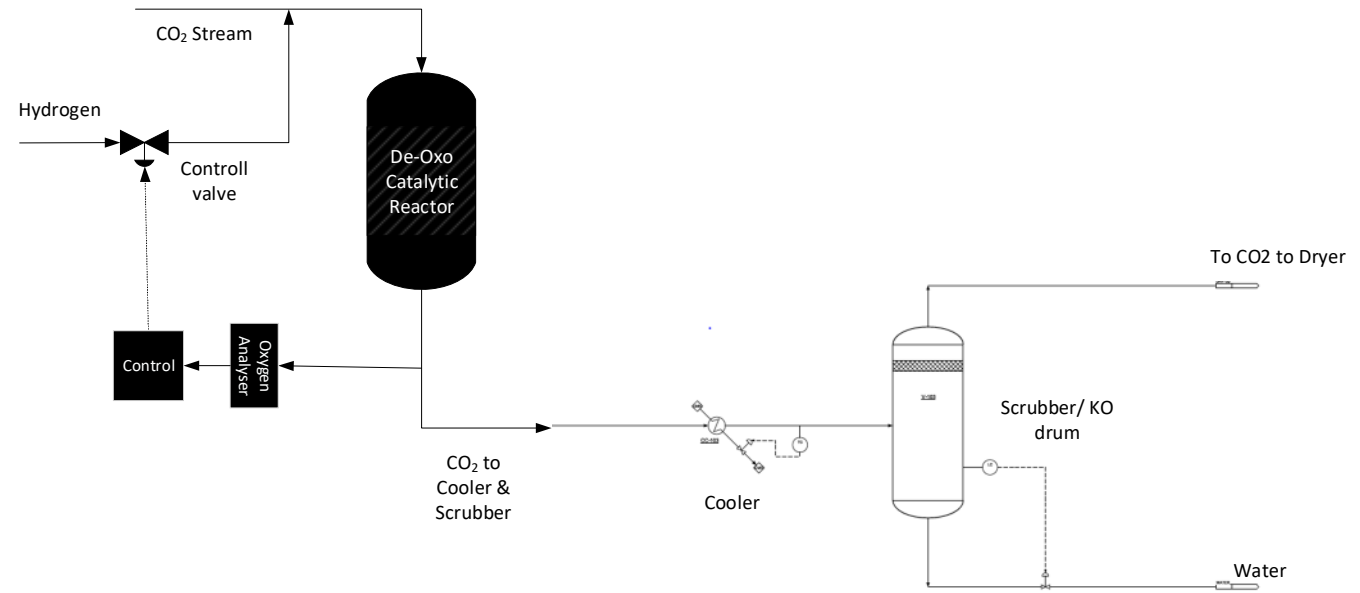 CO₂ Stream
Hydrogen
Controll
valve
De-Oxo
Catalytic
Reactor
To CO2 to Dryer
Control
Oxygen
Analyser
Scrubber/ KO
drum
CO₂ to
Cooler &
Scrubber
Cooler
Water